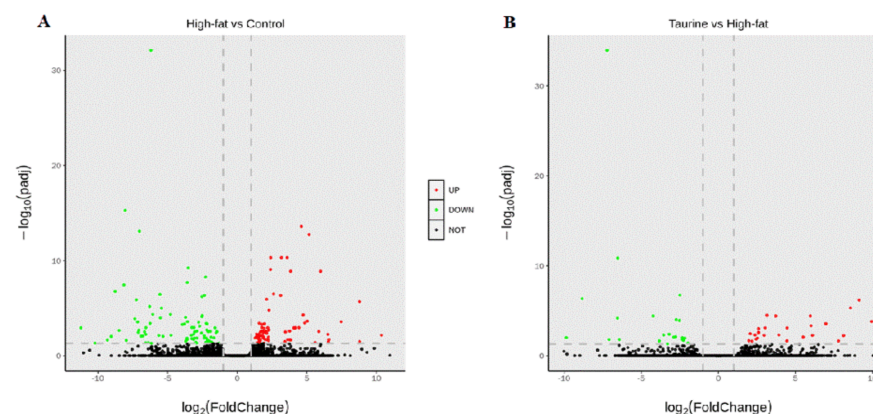 A
High-fat vs Control
30
20
10
0
-10
-5
0
5
10
−log10(padj)
log2(FoldChange)
UP
DOWN
NOT
B
Taurine vs High-fat
30
20
10
0
-10
-5
0
5
10
−log10(padj)
log2(FoldChange)